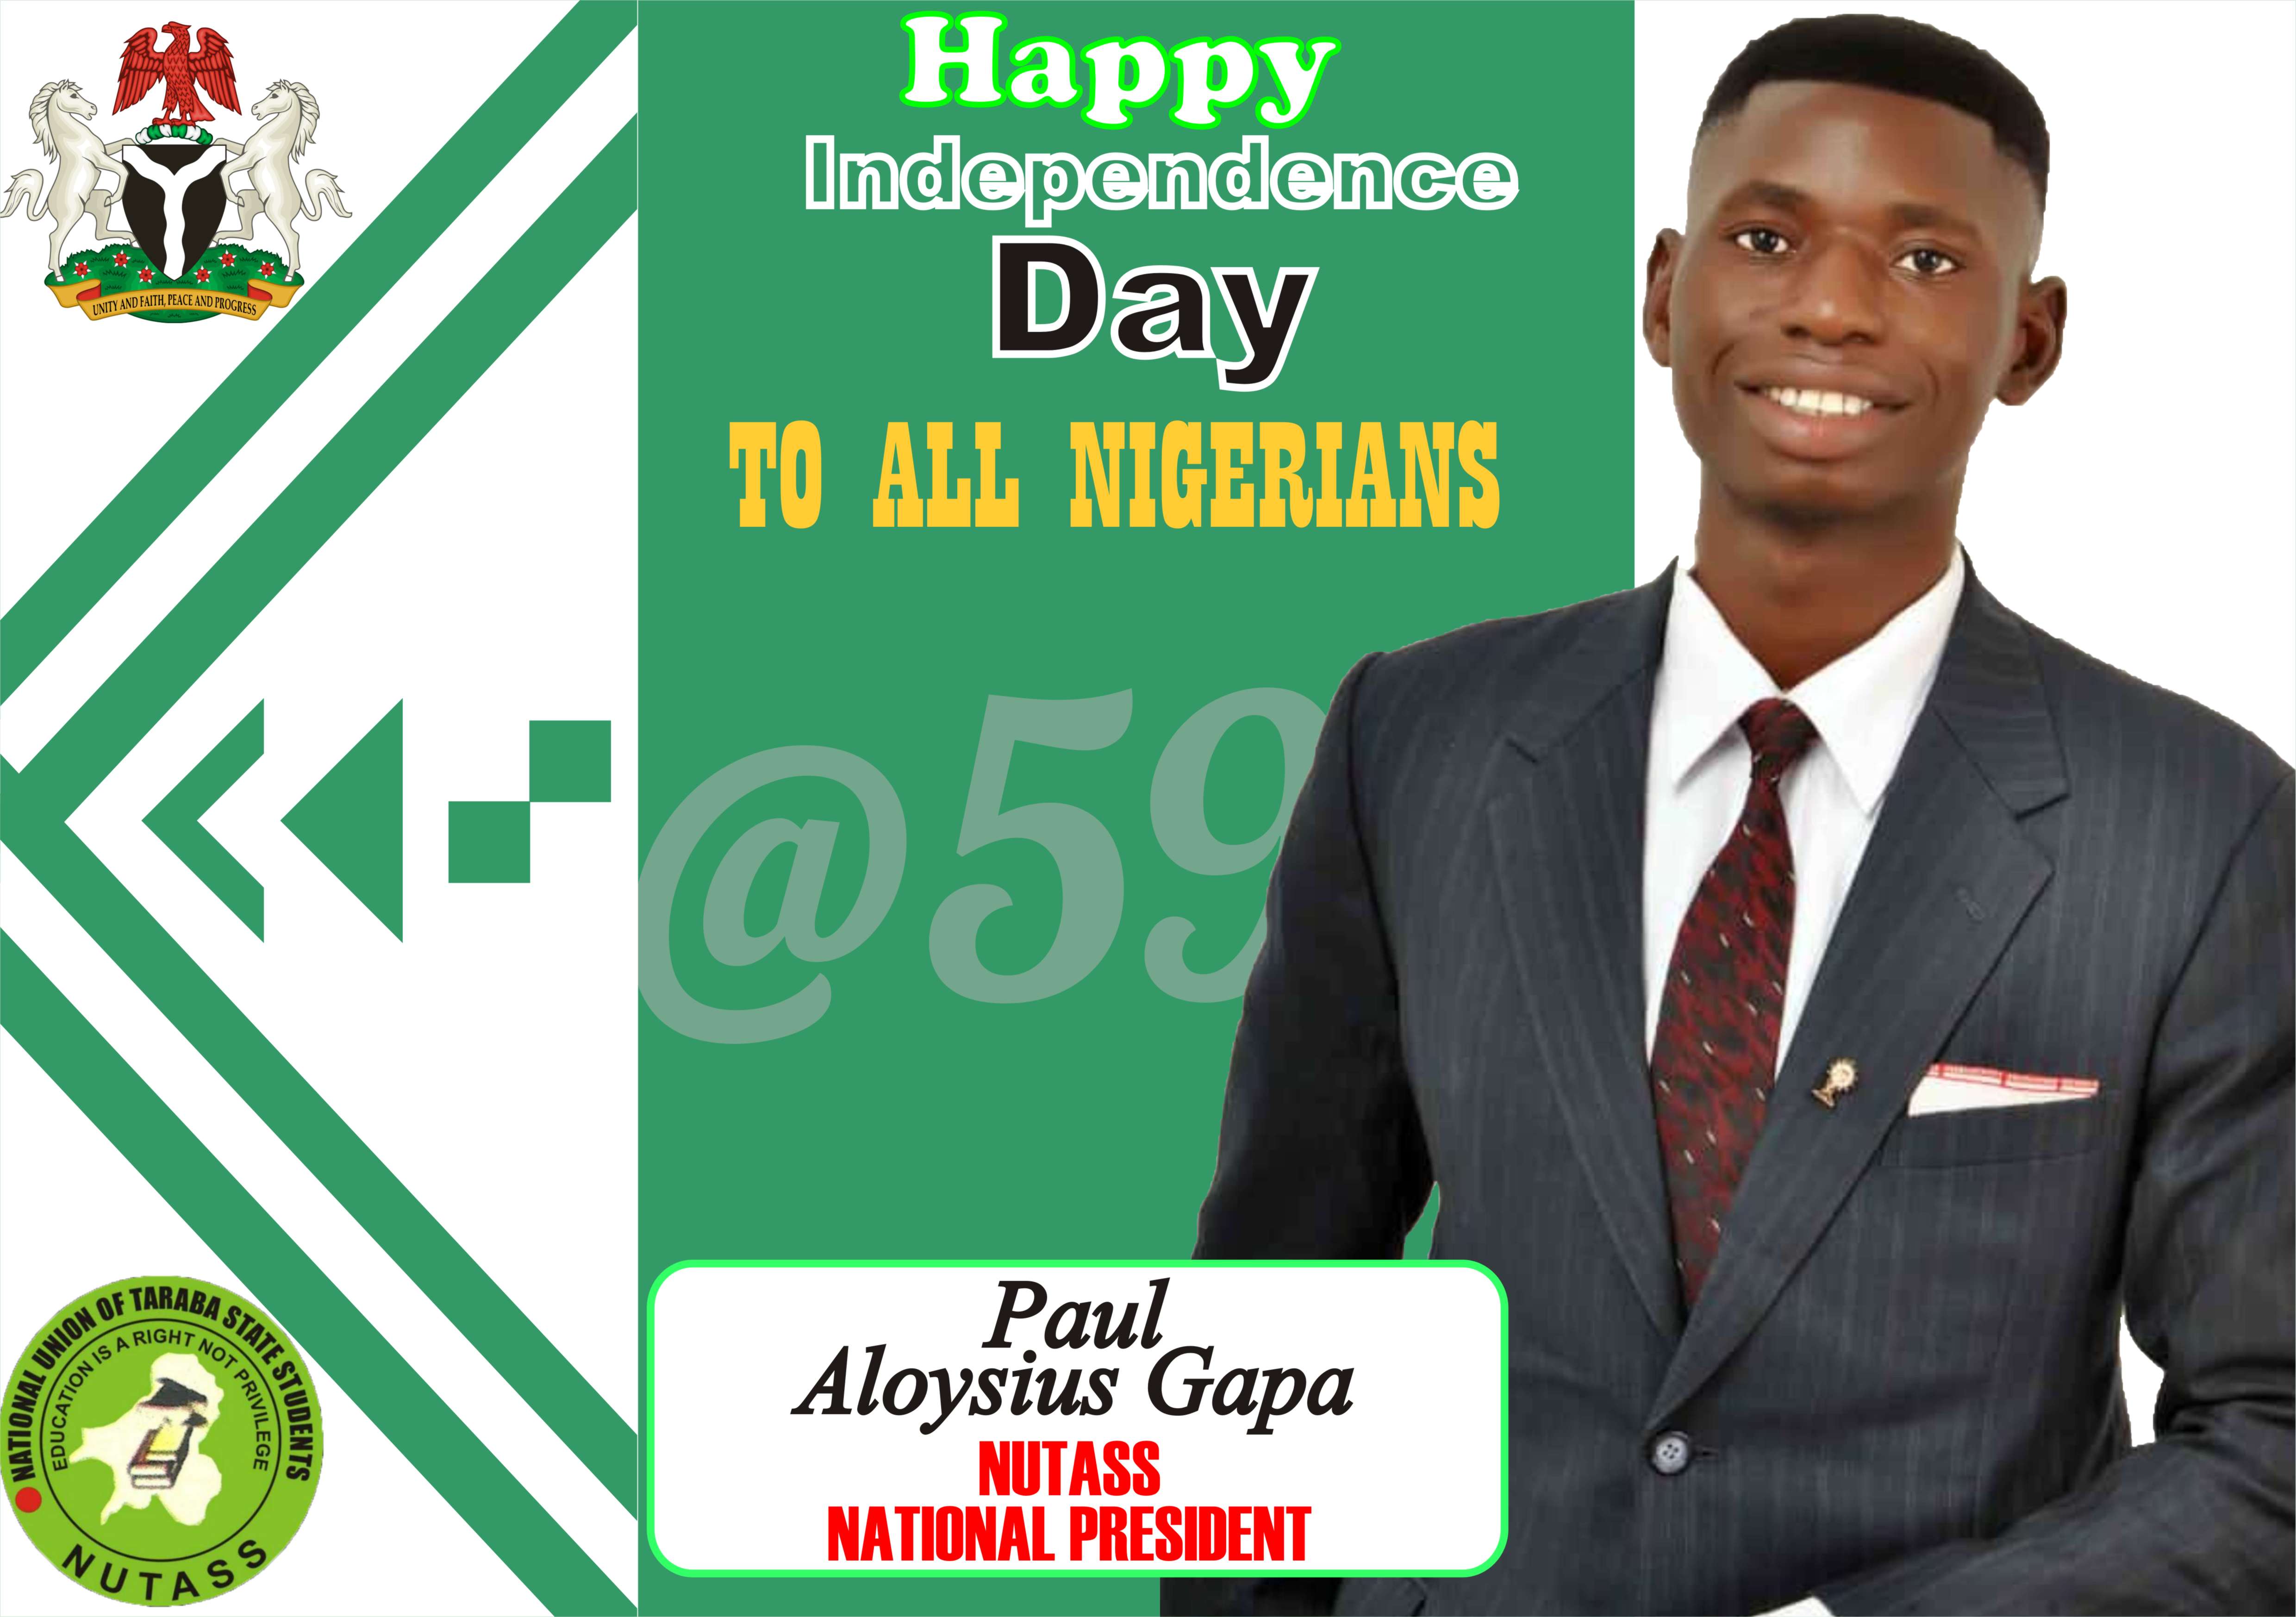 UNITY AND FAITH, PEACE AND PROGRESS
Happy
Independence
Day
TO ALL NIGERIANS
@59
Paul
Aloysius Gapa
NUTASS
NATIONAL PRESIDENT
NATIONAL UNION OF TARABA STATE STUDENTS
EDUCATION IS A RIGHT NOT PRIVILEGE
NUTASS